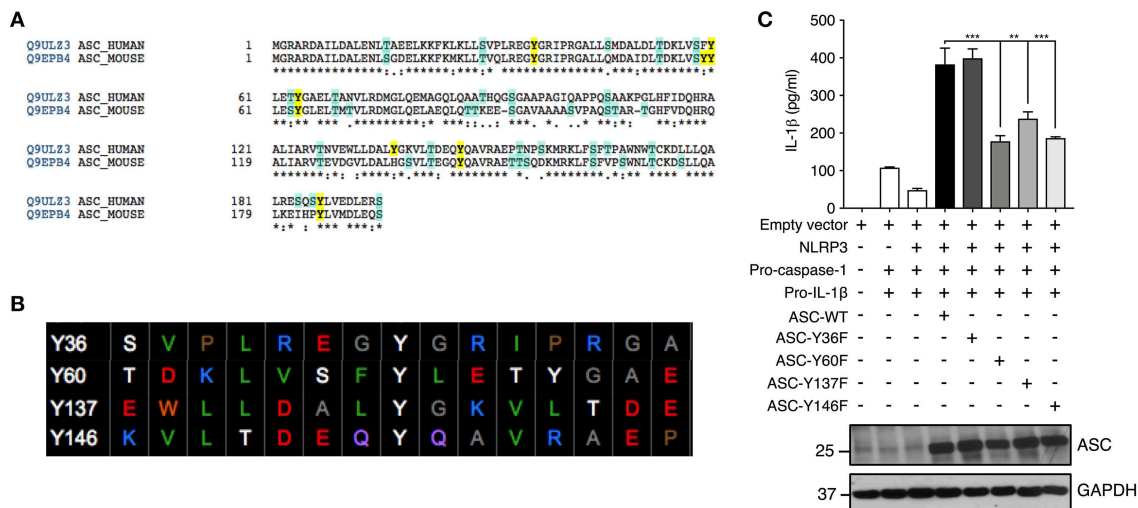 A
Q9ULZ3 ASC_HUMAN 1 MGRARDAILDALENLTAEELKKFKLKLLSVPLREGYGRIPRGALLSMDALDLTDKLVSFY
Q9EPB4 ASC_MOUSE 1 MGRARDAILDALENLSGDELKKFKMKLLTVQLREGYGRIPRGALLQMDAIDLTDKLVSYY
***************:.:******:***:* ************** ***:********:*
Q9ULZ3 ASC_HUMAN 61 LETYGAELTANVLRDMGLQEMAGQLQAATHQGSGAAPAGIQAPPQSAAKPGLHFIDQHRA
Q9EPB4 ASC_MOUSE 61 LESYGLELTMTVLRDMGLQELAEQLQTTKEE-SGAVAAAASVPAQSTAR-TGHFVDQHRQ
Q9ULZ3 ASC_HUMAN 121 ALIARVTNVEWLLDALYGKVLTDEQYQAVRAEPTNPSKMRKLFSFTPAWNWTCKDLLLQA
Q9EPB4 ASC_MOUSE 119 ALIARVTEVDGVLDALHGSVLTEGQYQAVRAETTSQDKMRKLFSFVPSWNLTCKDSLLQA
Q9ULZ3 ASC_HUMAN 181 LRESQSYLVEDLERS
Q9EPB4 ASC_MOUSE 179 LKEIHPYLVMDLEQS
*:* :.*** ***:*
B
Y36 S V P L R E G Y G R I P R G A
Y60 T D K L V S F Y L E T Y G A E
Y137 E W L L D A L Y G K V L T D E
Y146 K V L T D E Q Y Q A V R A E P
C
IL-1β (pg/ml)
500
400
300
200
100
0
*** ** ***
Empty vector + + + + + + + +
NLRP3 - - + + + + + +
Pro-caspase-1 - + + + + + + +
Pro-IL-1β - + + + + + + +
ASC-WT - - - + - - - -
ASC-Y36F - - - - + - - -
ASC-Y60F - - - - - + - -
ASC-Y137F - - - - - - + -
ASC-Y146F - - - - - - - +
25 ASC
37 GAPDH